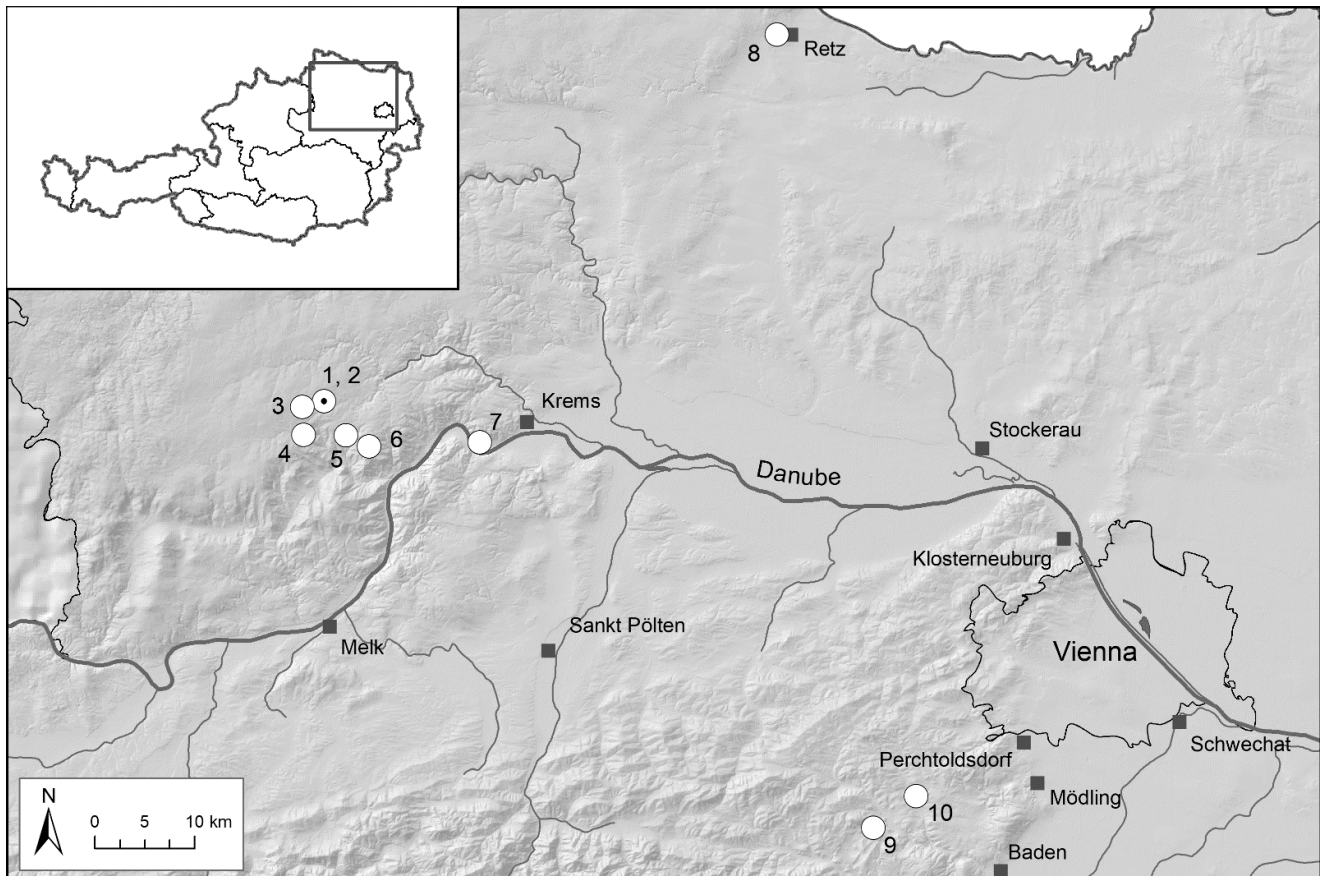 8
Retz
1, 2
3
4
5
6
7
Krems
Stockerau
Danube
Klosterneuburg
Sankt Pölten
Melk
Vienna
Schwechat
Perchtoldsdorf
Mödling
10
9
Baden
N
0 5 10 km